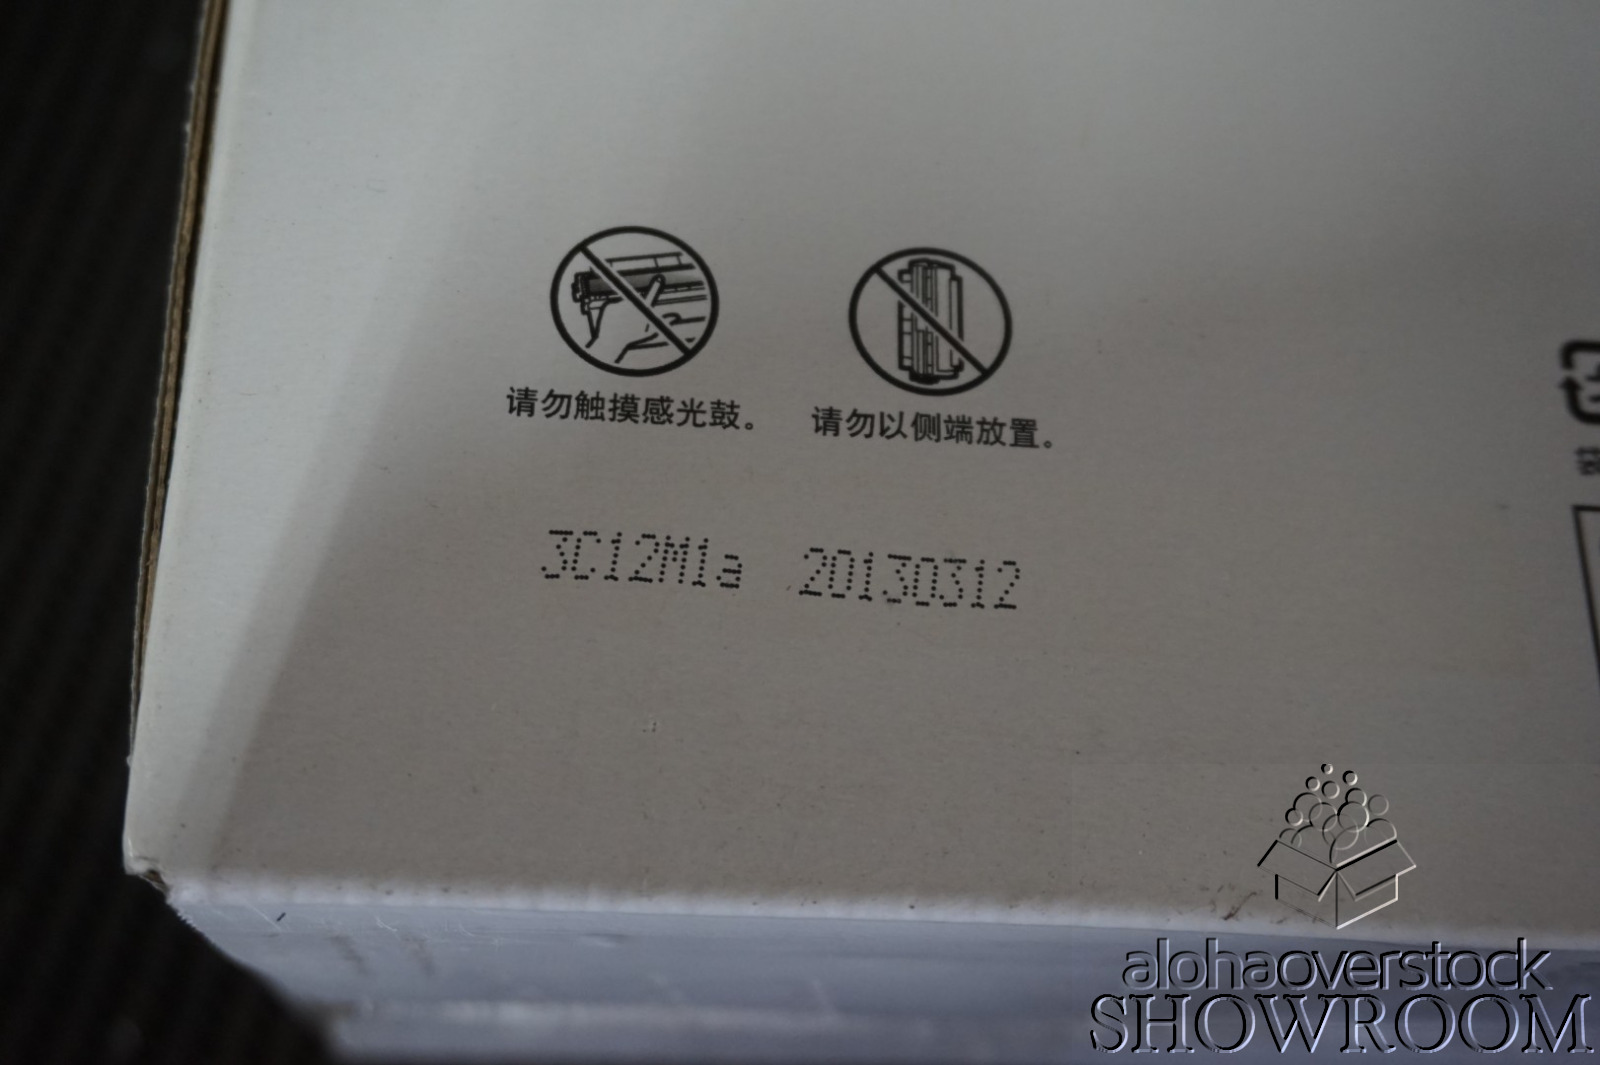 请勿触摸感光鼓。
请勿以侧端放置。
3C12M1a 20130312
alohaoverstock
SHOWROOM